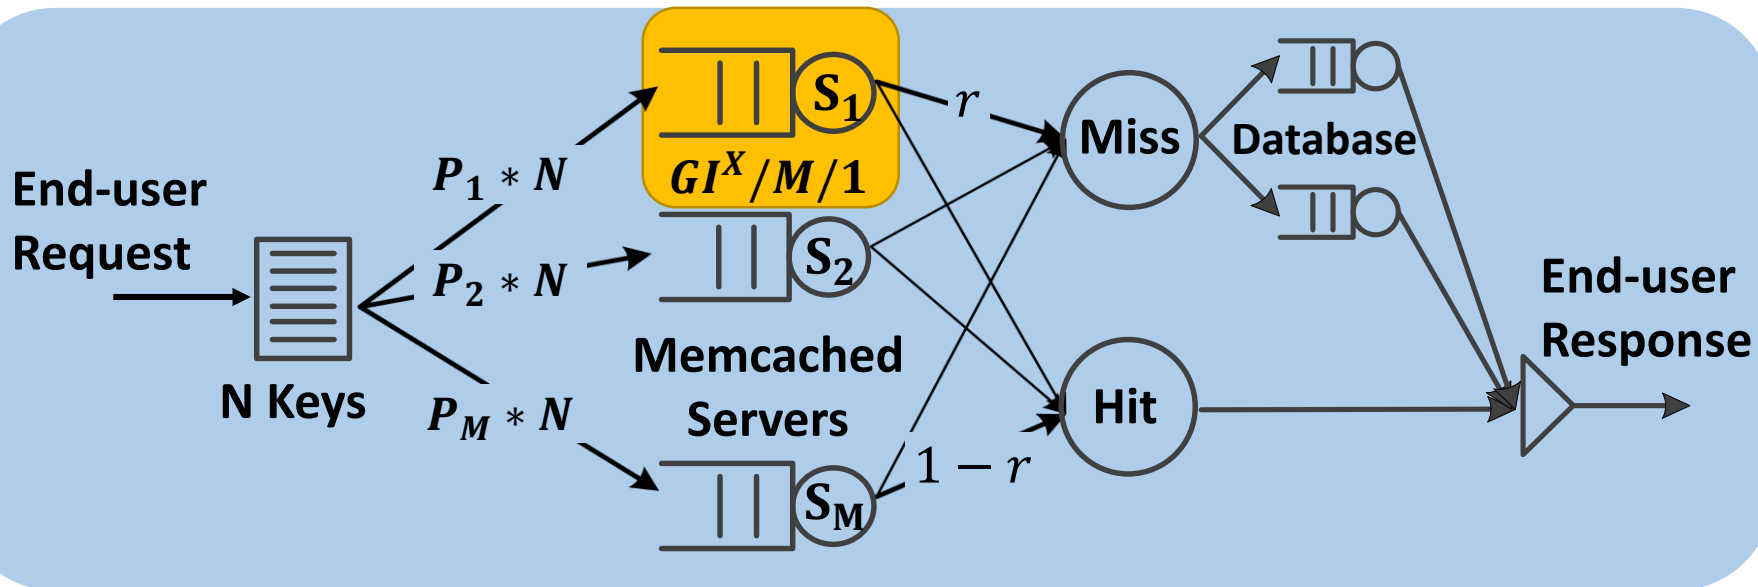 End-user
Request
N Keys
P₁ * N
P₂ * N
P_M * N
S₁
GI^X/M/1
S₂
Memcached
Servers
S_M
r
1 − r
Miss
Hit
Database
End-user
Response